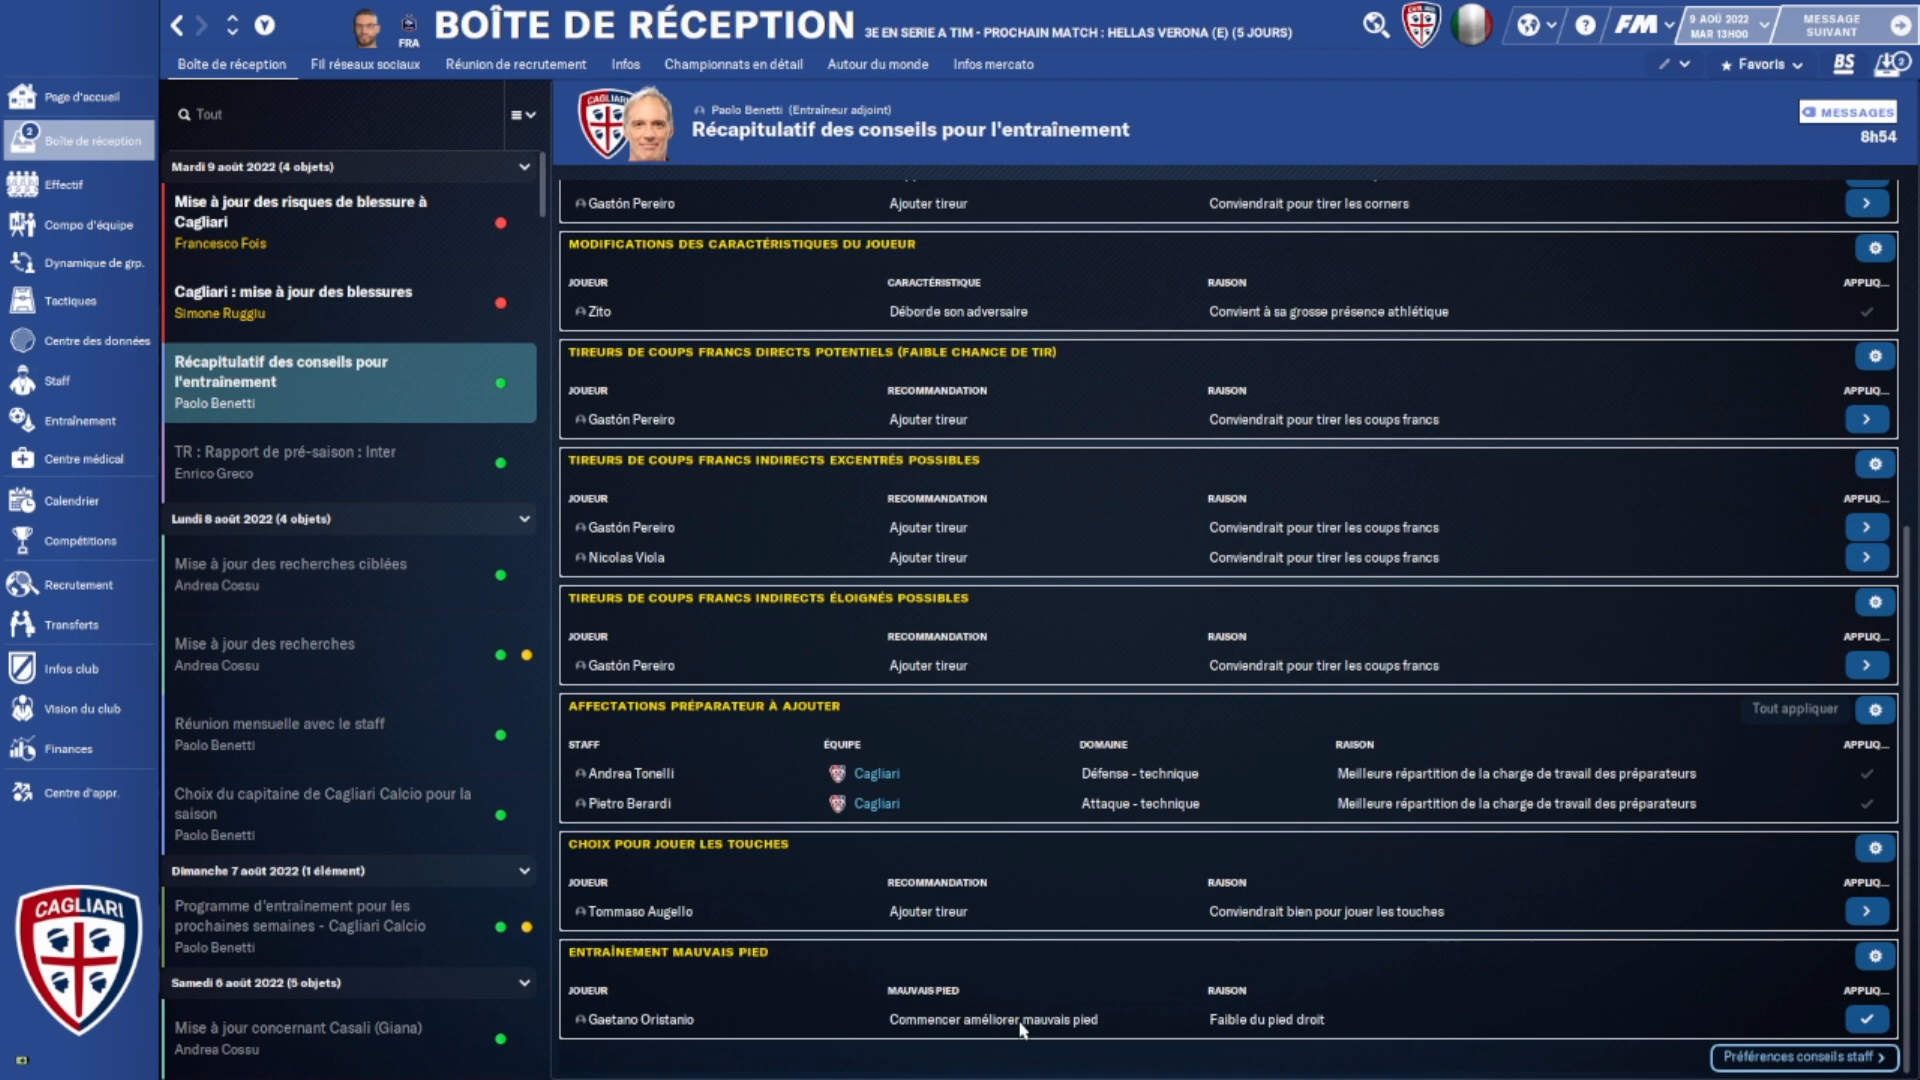 BOÎTE DE RÉCEPTION
3E EN SERIE A TIM - PROCHAIN MATCH : HELLAS VERONA (E) (5 JOURS)
FRA
FM
9 AOÛ 2022
MAR 13H00
MESSAGE
SUIVANT
Boîte de réception
Fil réseaux sociaux
Réunion de recrutement
Infos
Championnats en détail
Autour du monde
Infos mercato
Favoris
BS
2
Page d'accueil
2
Boîte de réception
Effectif
Compo d'équipe
Dynamique de grp.
Tactiques
Centre des données
Staff
Entraînement
Centre médical
Calendrier
Compétitions
Recrutement
Transferts
Infos club
Vision du club
Finances
Centre d'appr.
CAGLIARI
Tout
Mardi 9 août 2022 (4 objets)
Mise à jour des risques de blessure à
Cagliari
Francesco Fois
Cagliari : mise à jour des blessures
Simone Ruggiu
Récapitulatif des conseils pour
l'entraînement
Paolo Benetti
TR : Rapport de pré-saison : Inter
Enrico Greco
Lundi 8 août 2022 (4 objets)
Mise à jour des recherches ciblées
Andrea Cossu
Mise à jour des recherches
Andrea Cossu
Réunion mensuelle avec le staff
Paolo Benetti
Choix du capitaine de Cagliari Calcio pour la
saison
Paolo Benetti
Dimanche 7 août 2022 (1 élément)
Programme d'entraînement pour les
prochaines semaines - Cagliari Calcio
Paolo Benetti
Samedi 6 août 2022 (5 objets)
Mise à jour concernant Casali (Giana)
Andrea Cossu
CAGLIARI
Paolo Benetti (Entraîneur adjoint)
Récapitulatif des conseils pour l'entraînement
MESSAGES
8h54
Gastón Pereiro Ajouter tireur Conviendrait pour tirer les corners
MODIFICATIONS DES CARACTÉRISTIQUES DU JOUEUR
JOUEUR CARACTÉRISTIQUE RAISON APPLIQ...
Zito Déborde son adversaire Convient à sa grosse présence athlétique
TIREURS DE COUPS FRANCS DIRECTS POTENTIELS (FAIBLE CHANCE DE TIR)
JOUEUR RECOMMANDATION RAISON APPLIQ...
Gastón Pereiro Ajouter tireur Conviendrait pour tirer les coups francs
TIREURS DE COUPS FRANCS INDIRECTS EXCENTRÉS POSSIBLES
JOUEUR RECOMMANDATION RAISON APPLIQ...
Gastón Pereiro Ajouter tireur Conviendrait pour tirer les coups francs
Nicolas Viola Ajouter tireur Conviendrait pour tirer les coups francs
TIREURS DE COUPS FRANCS INDIRECTS ÉLOIGNÉS POSSIBLES
JOUEUR RECOMMANDATION RAISON APPLIQ...
Gastón Pereiro Ajouter tireur Conviendrait pour tirer les coups francs
AFFECTATIONS PRÉPARATEUR À AJOUTER Tout appliquer
STAFF ÉQUIPE DOMAINE RAISON APPLIQ...
Andrea Tonelli Cagliari Défense - technique Meilleure répartition de la charge de travail des préparateurs
Pietro Berardi Cagliari Attaque - technique Meilleure répartition de la charge de travail des préparateurs
CHOIX POUR JOUER LES TOUCHES
JOUEUR RECOMMANDATION RAISON APPLIQ...
Tommaso Augello Ajouter tireur Conviendrait bien pour jouer les touches
ENTRAÎNEMENT MAUVAIS PIED
JOUEUR MAUVAIS PIED RAISON APPLIQ...
Gaetano Oristanio Commencer améliorer mauvais pied Faible du pied droit
Préférences conseils staff